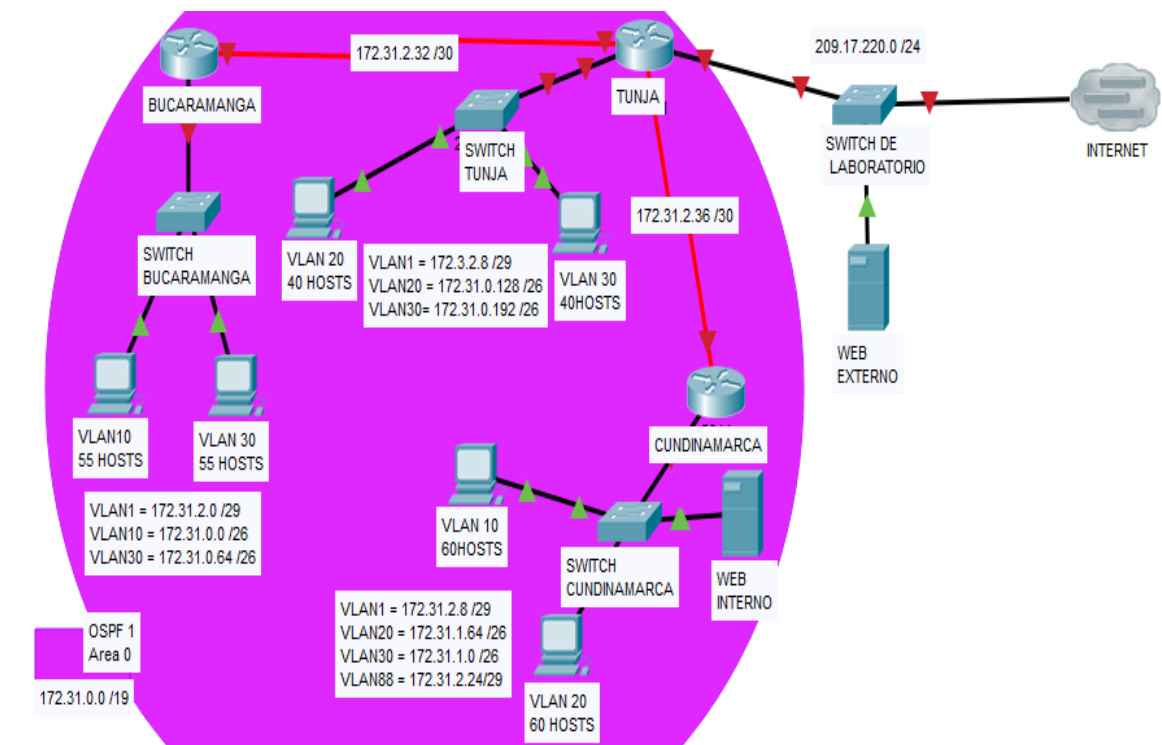 172.31.2.32 /30
BUCARAMANGA
TUNJA
209.17.220.0 /24
INTERNET
SWITCH DE
LABORATORIO
SWITCH
TUNJA
172.31.2.36 /30
VLAN 20
40 HOSTS
VLAN1 = 172.3.2.8 /29
VLAN20 = 172.31.0.128 /26
VLAN30= 172.31.0.192 /26
VLAN 30
40HOSTS
SWITCH
BUCARAMANGA
WEB
EXTERNO
VLAN10
55 HOSTS
VLAN 30
55 HOSTS
CUNDINAMARCA
VLAN1 = 172.31.2.0 /29
VLAN10 = 172.31.0.0 /26
VLAN30 = 172.31.0.64 /26
VLAN 10
60HOSTS
SWITCH
CUNDINAMARCA
WEB
INTERNO
VLAN1 = 172.31.2.8 /29
VLAN20 = 172.31.1.64 /26
VLAN30 = 172.31.1.0 /26
VLAN88 = 172.31.2.24/29
OSPF 1
Area 0
172.31.0.0 /19
VLAN 20
60 HOSTS